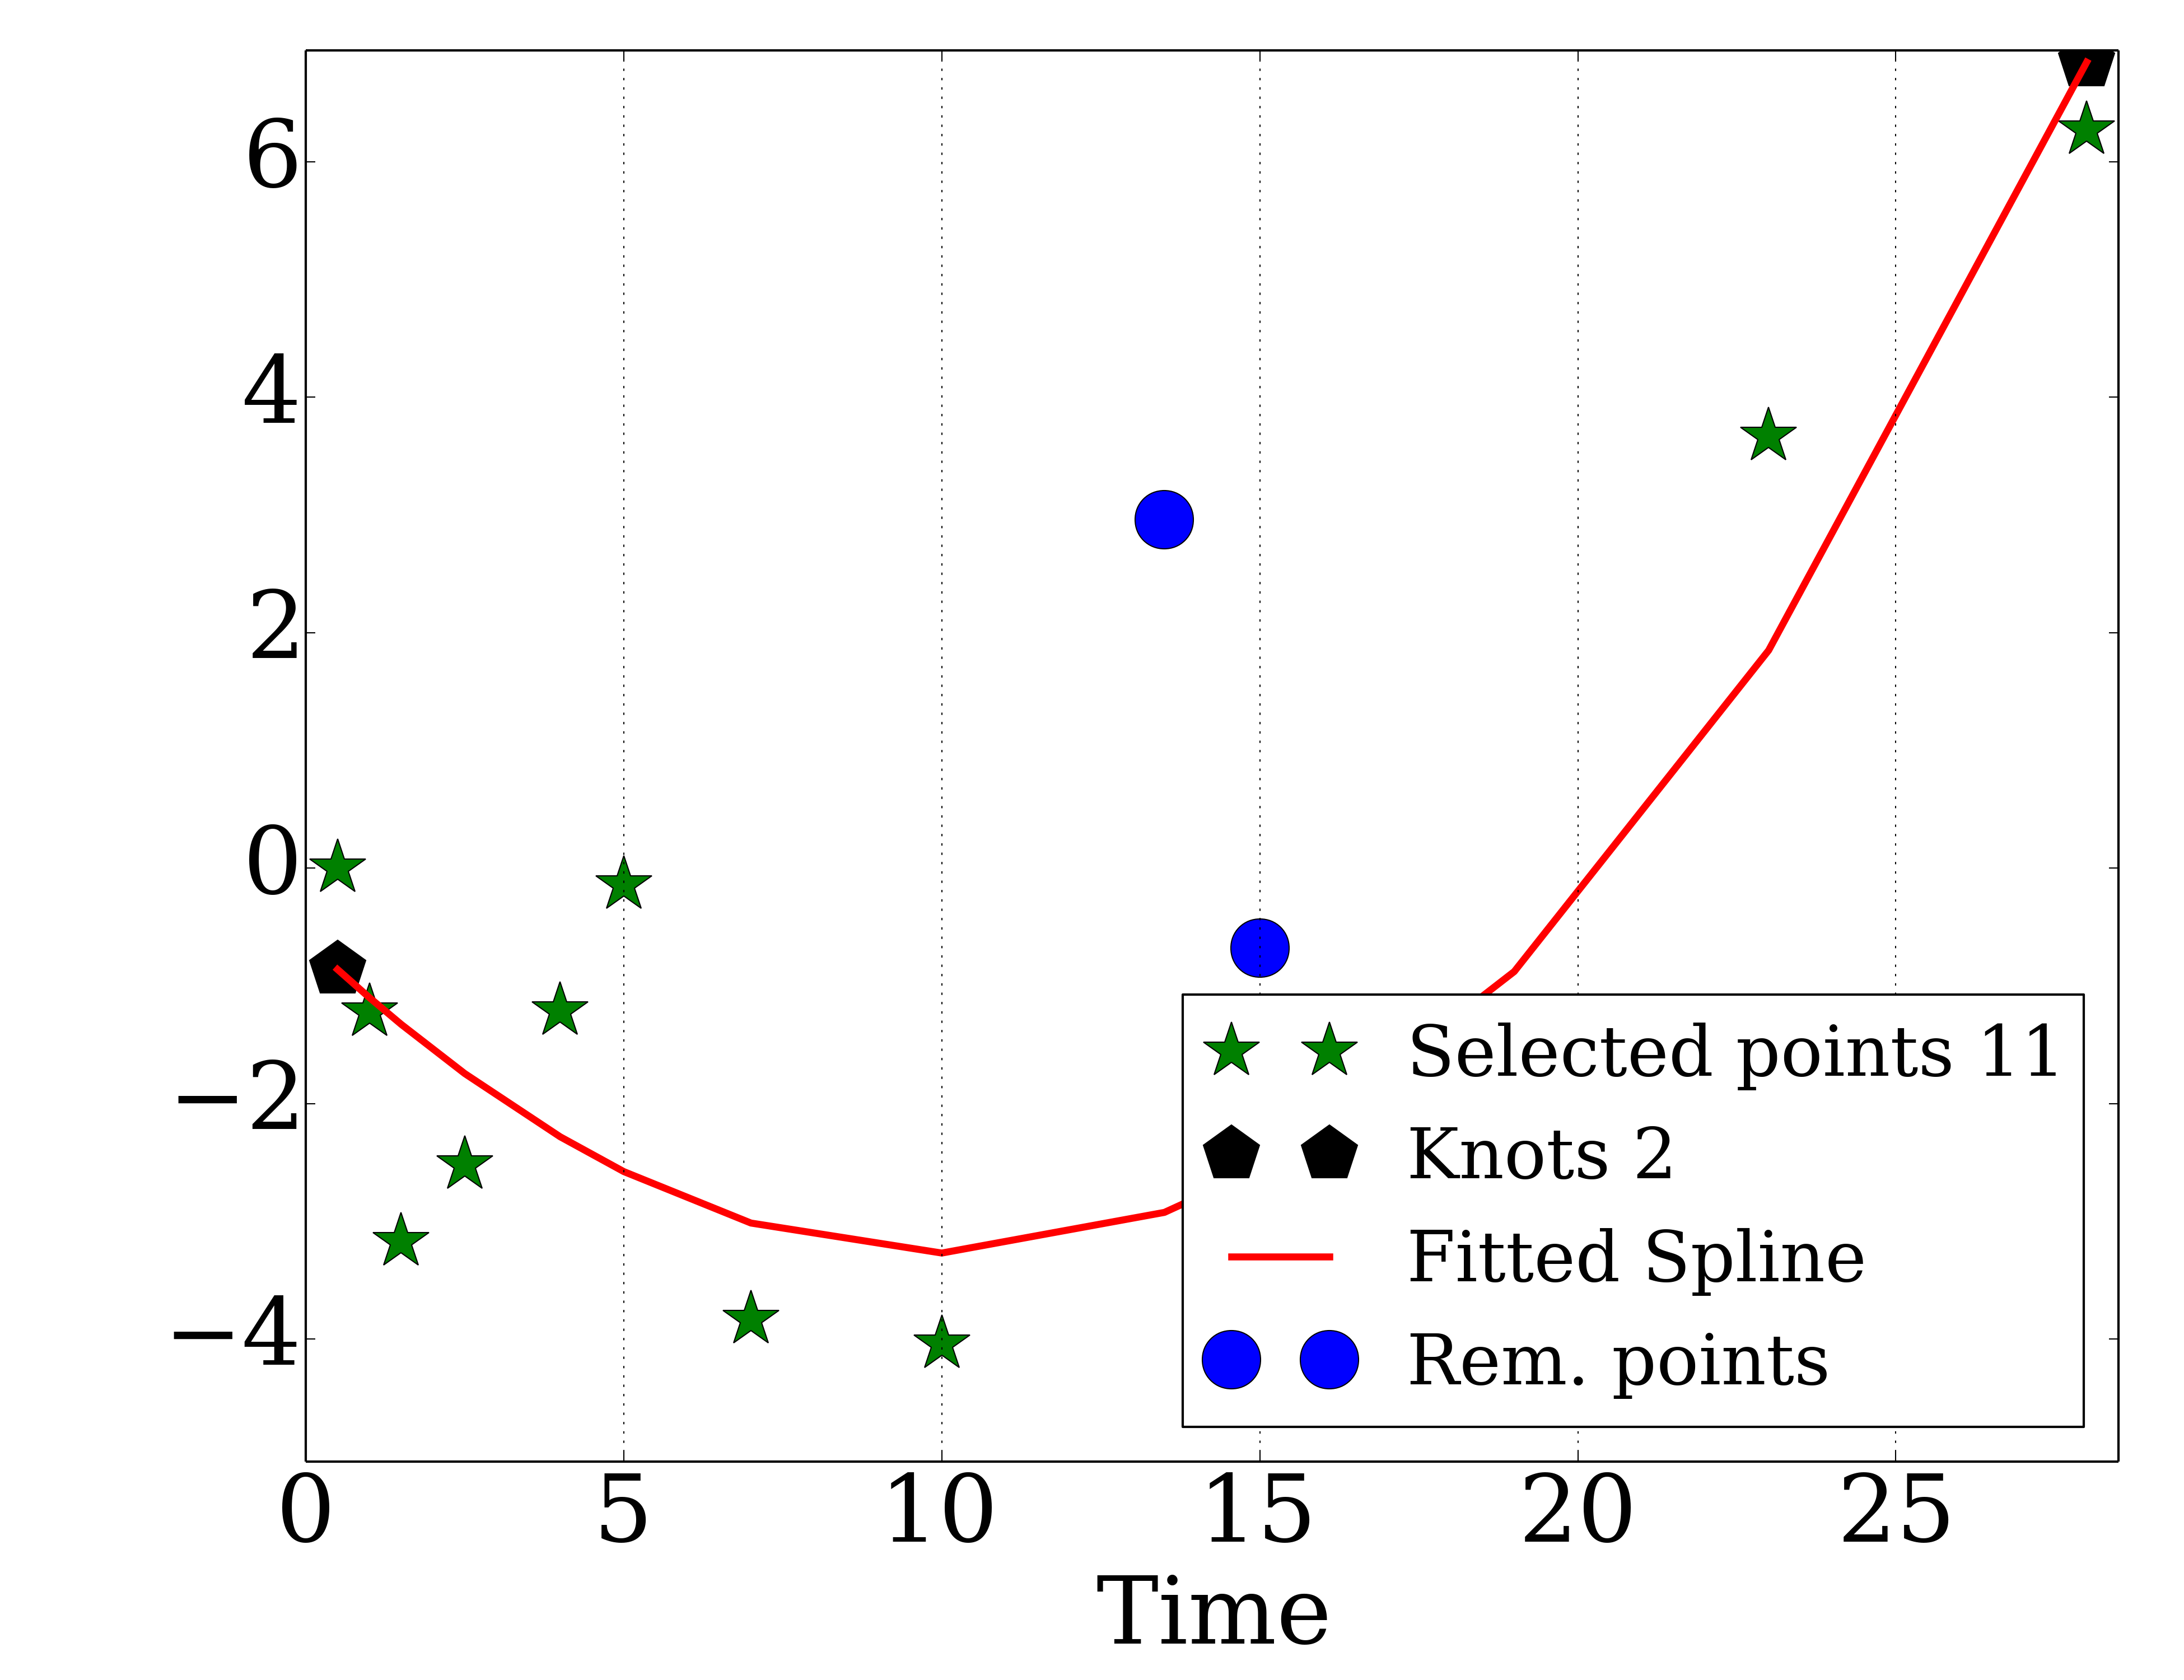 6
4
2
0
−2
−4
Selected points 11
Knots 2
Fitted Spline
Rem. points
0 5 10 15 20 25
Time